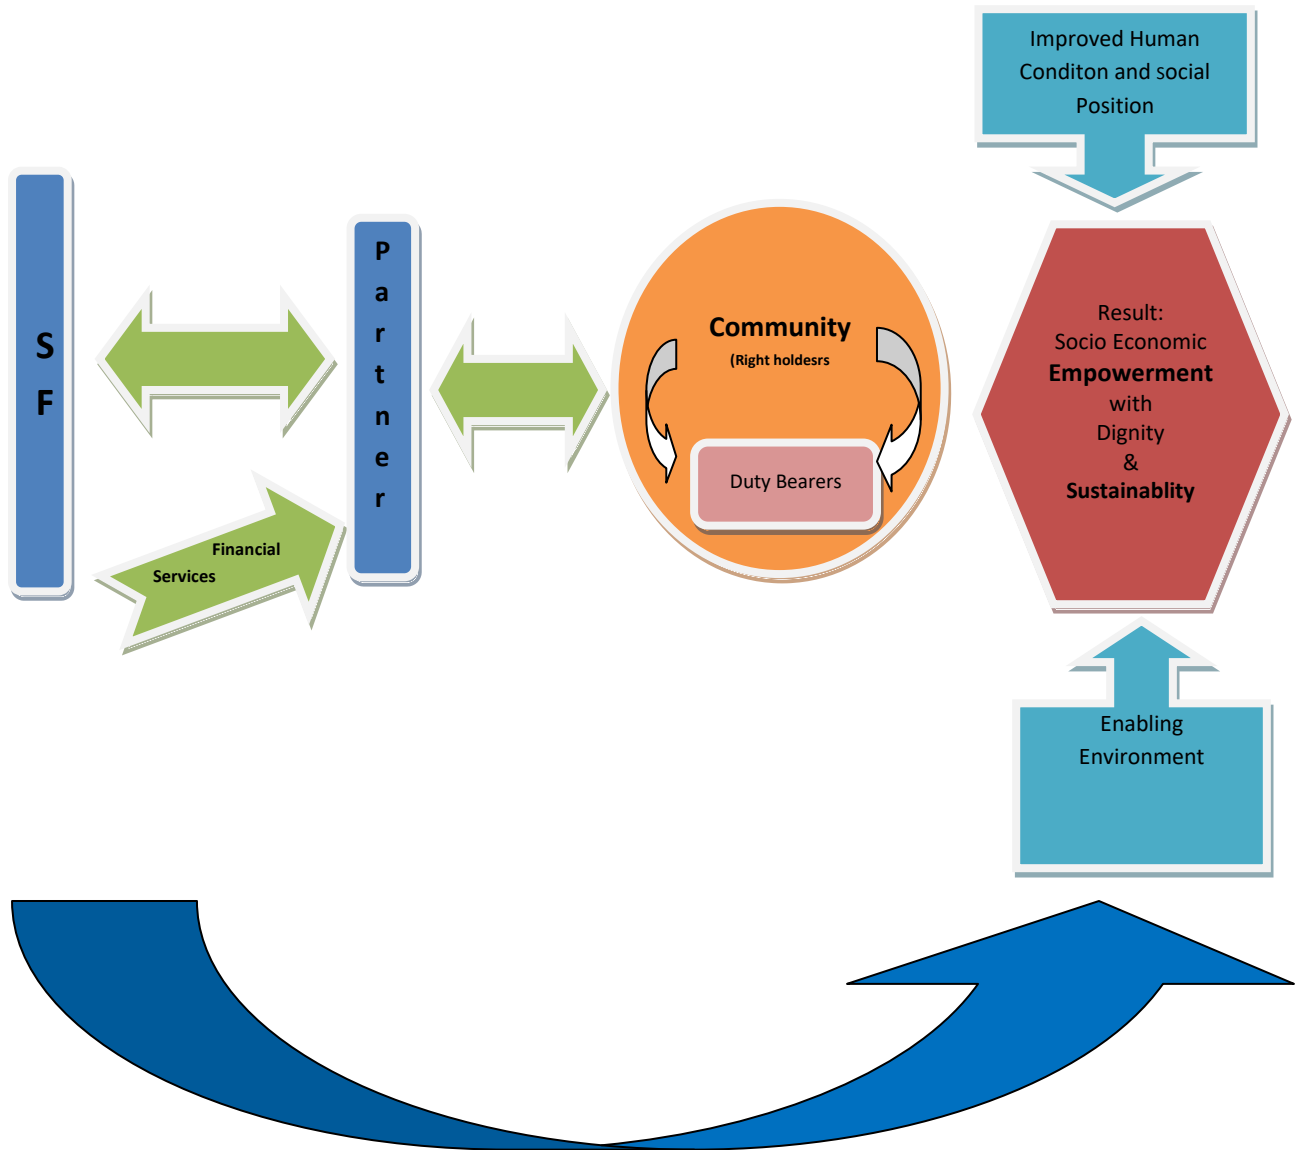 Improved Human
Conditon and social
Position
S
F
P
a
r
t
n
e
r
Financial
Services
Community
(Right holdesrs
Duty Bearers
Result:
Socio Economic
Empowerment
with
Dignity
&
Sustainablity
Enabling
Environment